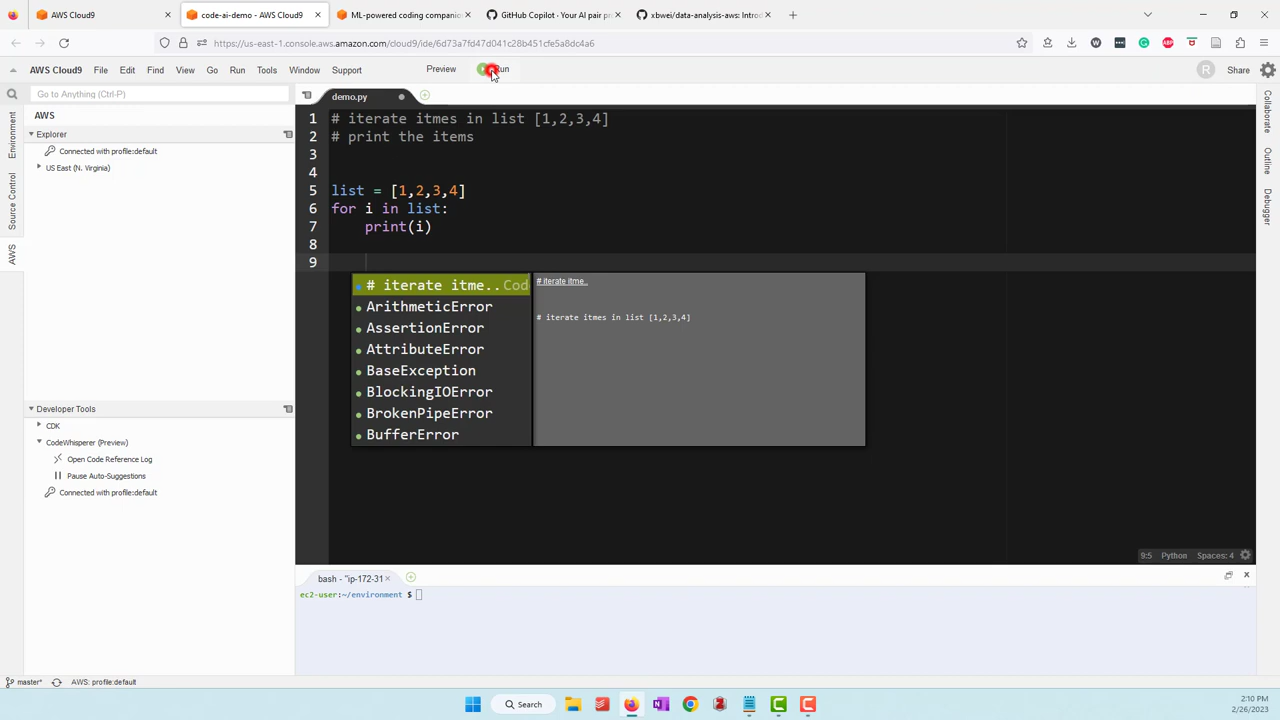 AWS Cloud9
code-ai-demo - AWS Cloud9
ML-powered coding companion
GitHub Copilot · Your AI pair pr
xbwei/data-analysis-aws: Introd
https://us-east-1.console.aws.amazon.com/cloud9/ide/6d73a7fd47d041c28b451cfe5a8dc4a6
AWS Cloud9 File Edit Find View Go Run Tools Window Support Preview Run R Share
Go to Anything (Ctrl-P)
demo.py
AWS
Explorer
Connected with profile:default
US East (N. Virginia)
Environment
Source Control
AWS
1 # iterate itmes in list [1,2,3,4]
2 # print the items
3
4
5 list = [1,2,3,4]
6 for i in list:
7 print(i)
8
9
# iterate itme.. Cod
ArithmeticError
AssertionError
AttributeError
BaseException
BlockingIOError
BrokenPipeError
BufferError
# iterate itme..
# iterate itmes in list [1,2,3,4]
Collaborate
Outline
Debugger
Developer Tools
CDK
CodeWhisperer (Preview)
Open Code Reference Log
Pause Auto-Suggestions
Connected with profile:default
9:5 Python Spaces: 4
bash - "ip-172-31
ec2-user:~/environment $
master* AWS: profile:default
Search
2:10 PM
2/26/2023